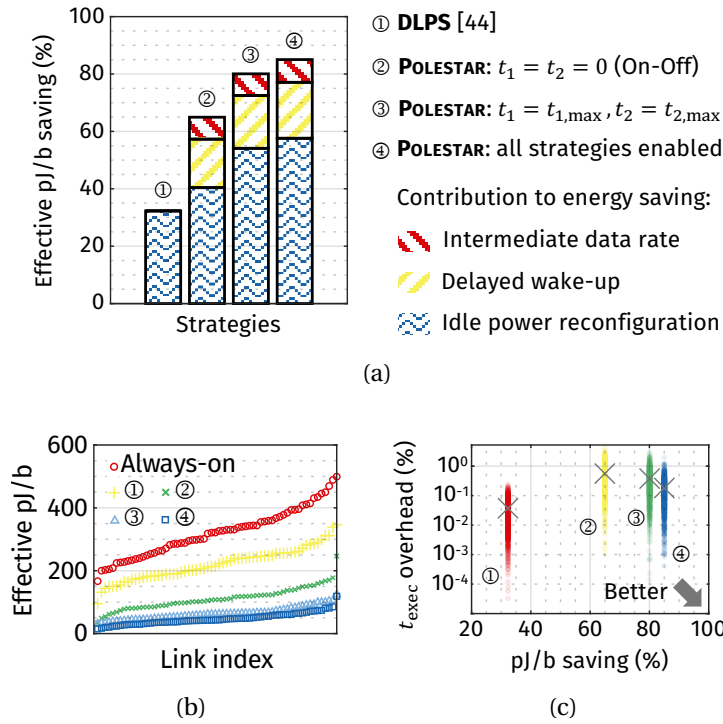 Effective pJ/b saving (%)
100
80
60
40
20
0
①
②
③
④
Strategies
① DLPS [44]
② POLESTAR: t₁ = t₂ = 0 (On-Off)
③ POLESTAR: t₁ = t₁,max, t₂ = t₂,max
④ POLESTAR: all strategies enabled
Contribution to energy saving:
Intermediate data rate
Delayed wake-up
Idle power reconfiguration
(a)
Effective pJ/b
600
400
200
0
Always-on
① ②
③ ④
Link index
(b)
t_exec overhead (%)
10⁰
10⁻¹
10⁻²
10⁻³
10⁻⁴
①
②
③
④
Better
20 40 60 80 100
pJ/b saving (%)
(c)